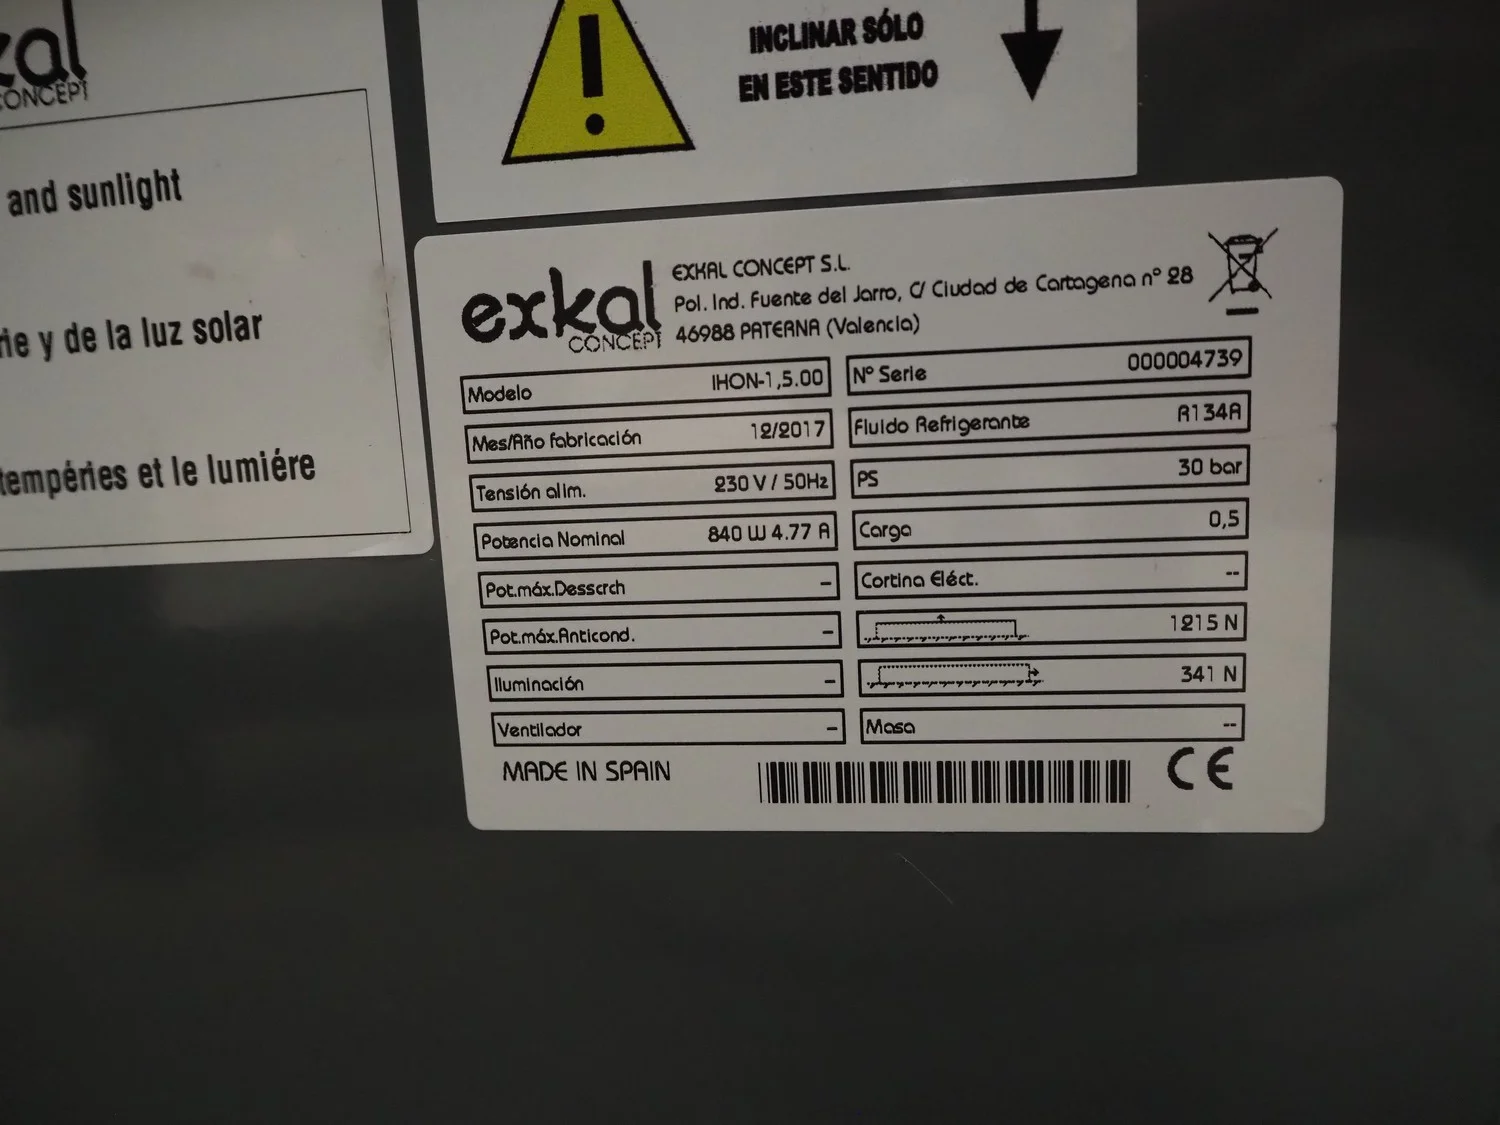 CONCEPT
and sunlight
y de la luz solar
et le lumiére
INCLINAR SÓLO
EN ESTE SENTIDO
exkal
CONCEPT
EXKAL CONCEPT S.L.
Pol. Ind. Fuente del Jarro, C/ Ciudad de Cartagena nº 28
46988 PATERNA (Valencia)
Modelo IHON-1,5.00
Nº Serie 000004739
Mes/Año fabricación 12/2017
Fluido Refrigerante R134A
Tensión alim. 230 V / 50Hz
PS 30 bar
Potencia Nominal 840 W 4.77 A
Carga 0,5
Pot.máx.Desscrch -
Cortina Eléct. --
Pot.máx.Anticond. -
1215 N
Iluminación -
341 N
Ventilador -
Masa --
MADE IN SPAIN
CE